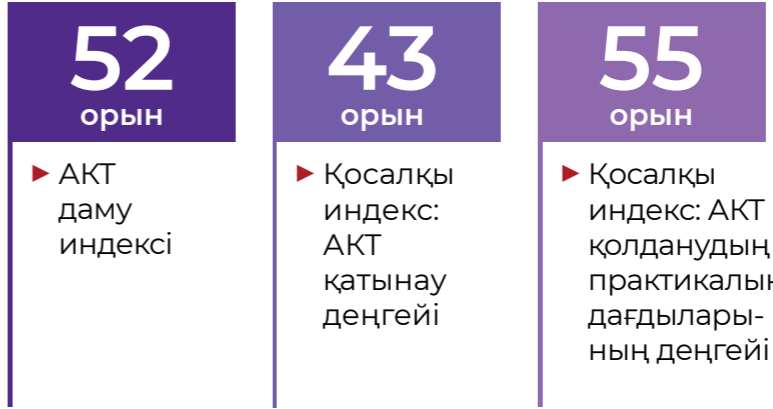 52
орын
АКТ
даму
индексі
43
орын
Қосалқы
индекс:
АКТ
қатынау
деңгейі
55
орын
Қосалқы
индекс: АКТ
қолданудың
дағдылары-
ның деңгейі